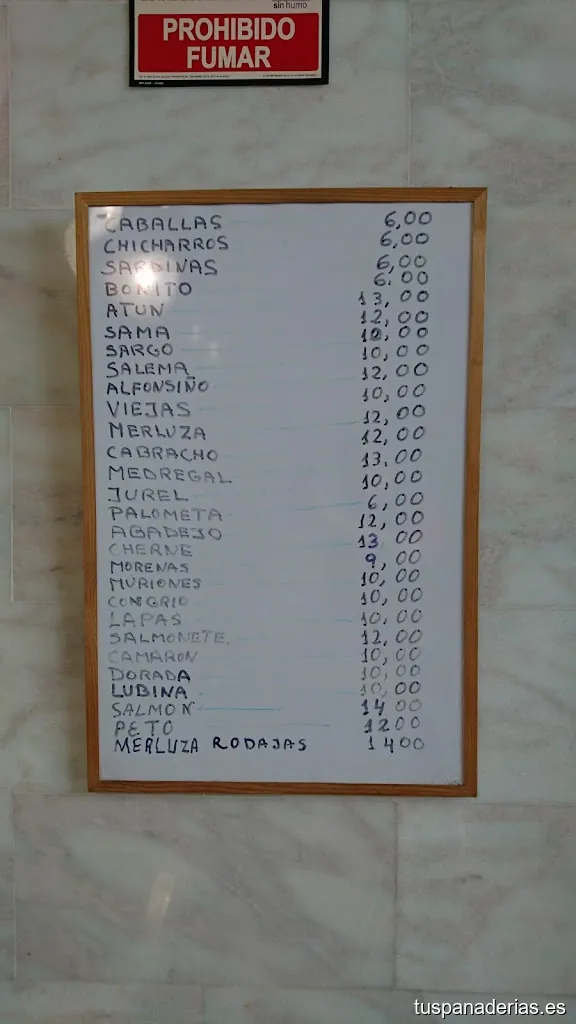 sin humo
PROHIBIDO
FUMAR
CABALLAS 6,00
CHICHARROS 6,00
SARDINAS 6,00
BONITO 6,00
ATUN 13,00
SAMA 12,00
SARGO 12,00
SALEMA 10,00
ALFONSIÑO 12,00
VIEJAS 10,00
MERLUZA 12,00
CABRACHO 12,00
MEDREGAL 13,00
JUREL 10,00
PALOMETA 6,00
ABADEJO 12,00
CHERNE 13 00
MORENAS 9,00
MURIONES 10,00
CONGRIO 10,00
LAPAS 10,00
SALMONETE. 12,00
CAMARON 10,00
DORADA 10,00
LUBINA 10,00
SALMON 14 00
PETO 1200
MERLUZA RODAJAS 1400
tuspanaderias.es